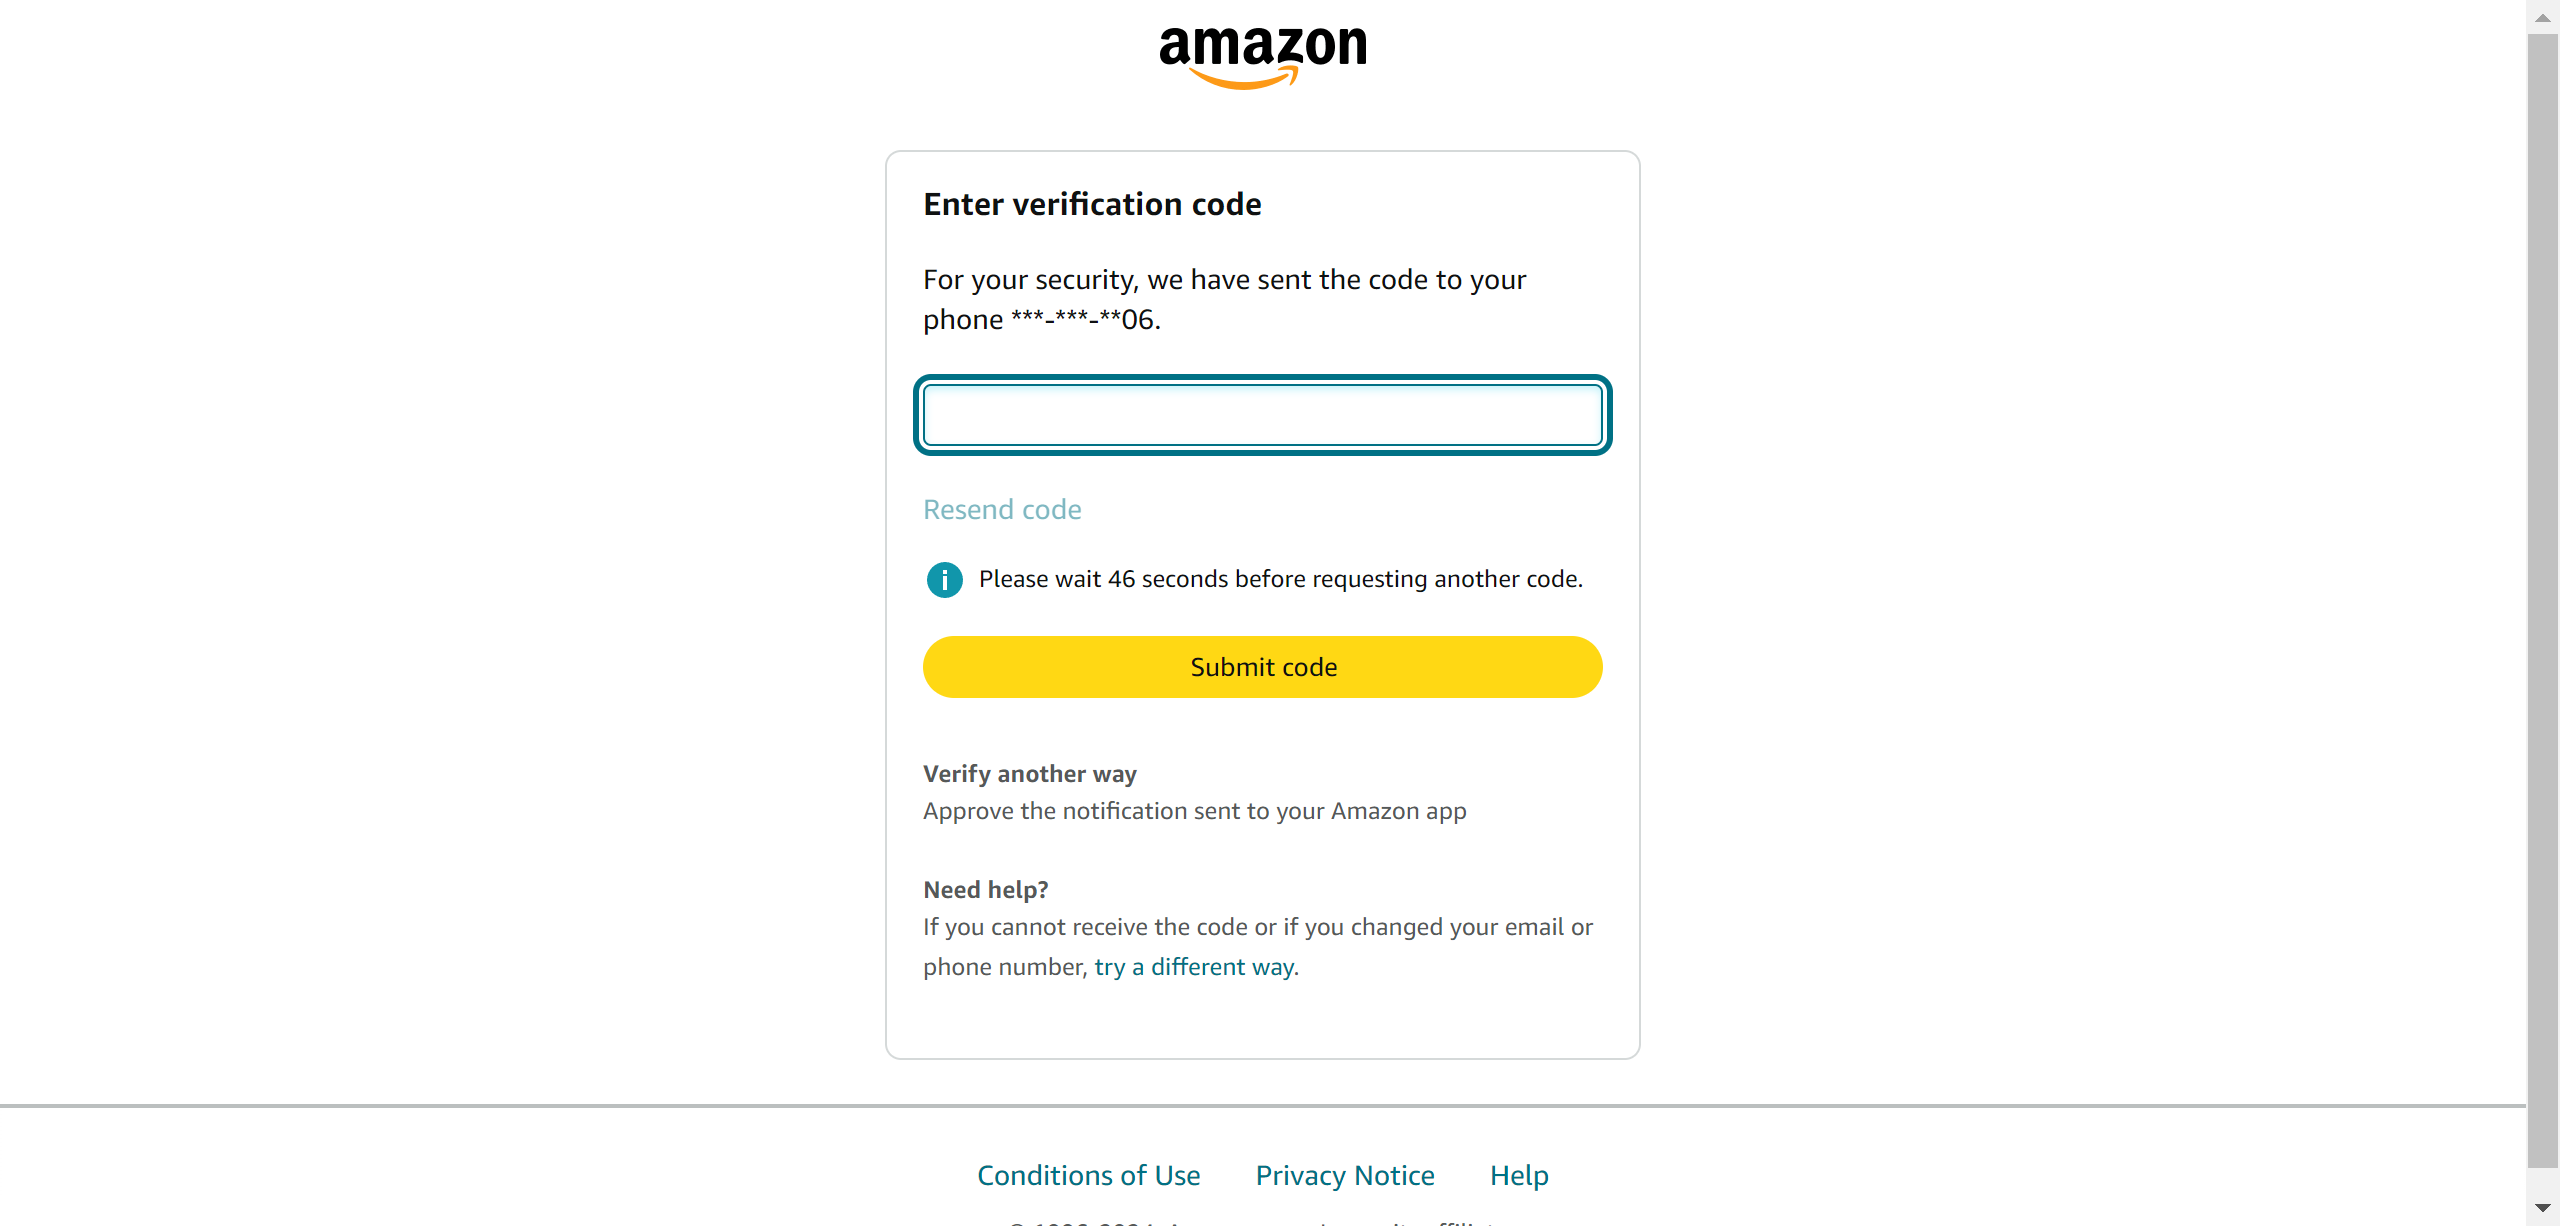 amazon
Enter verification code
For your security, we have sent the code to your
phone ***-***-**06.
Resend code
Please wait 46 seconds before requesting another code.
Submit code
Verify another way
Approve the notification sent to your Amazon app
Need help?
If you cannot receive the code or if you changed your email or
phone number, try a different way.
Conditions of Use Privacy Notice Help